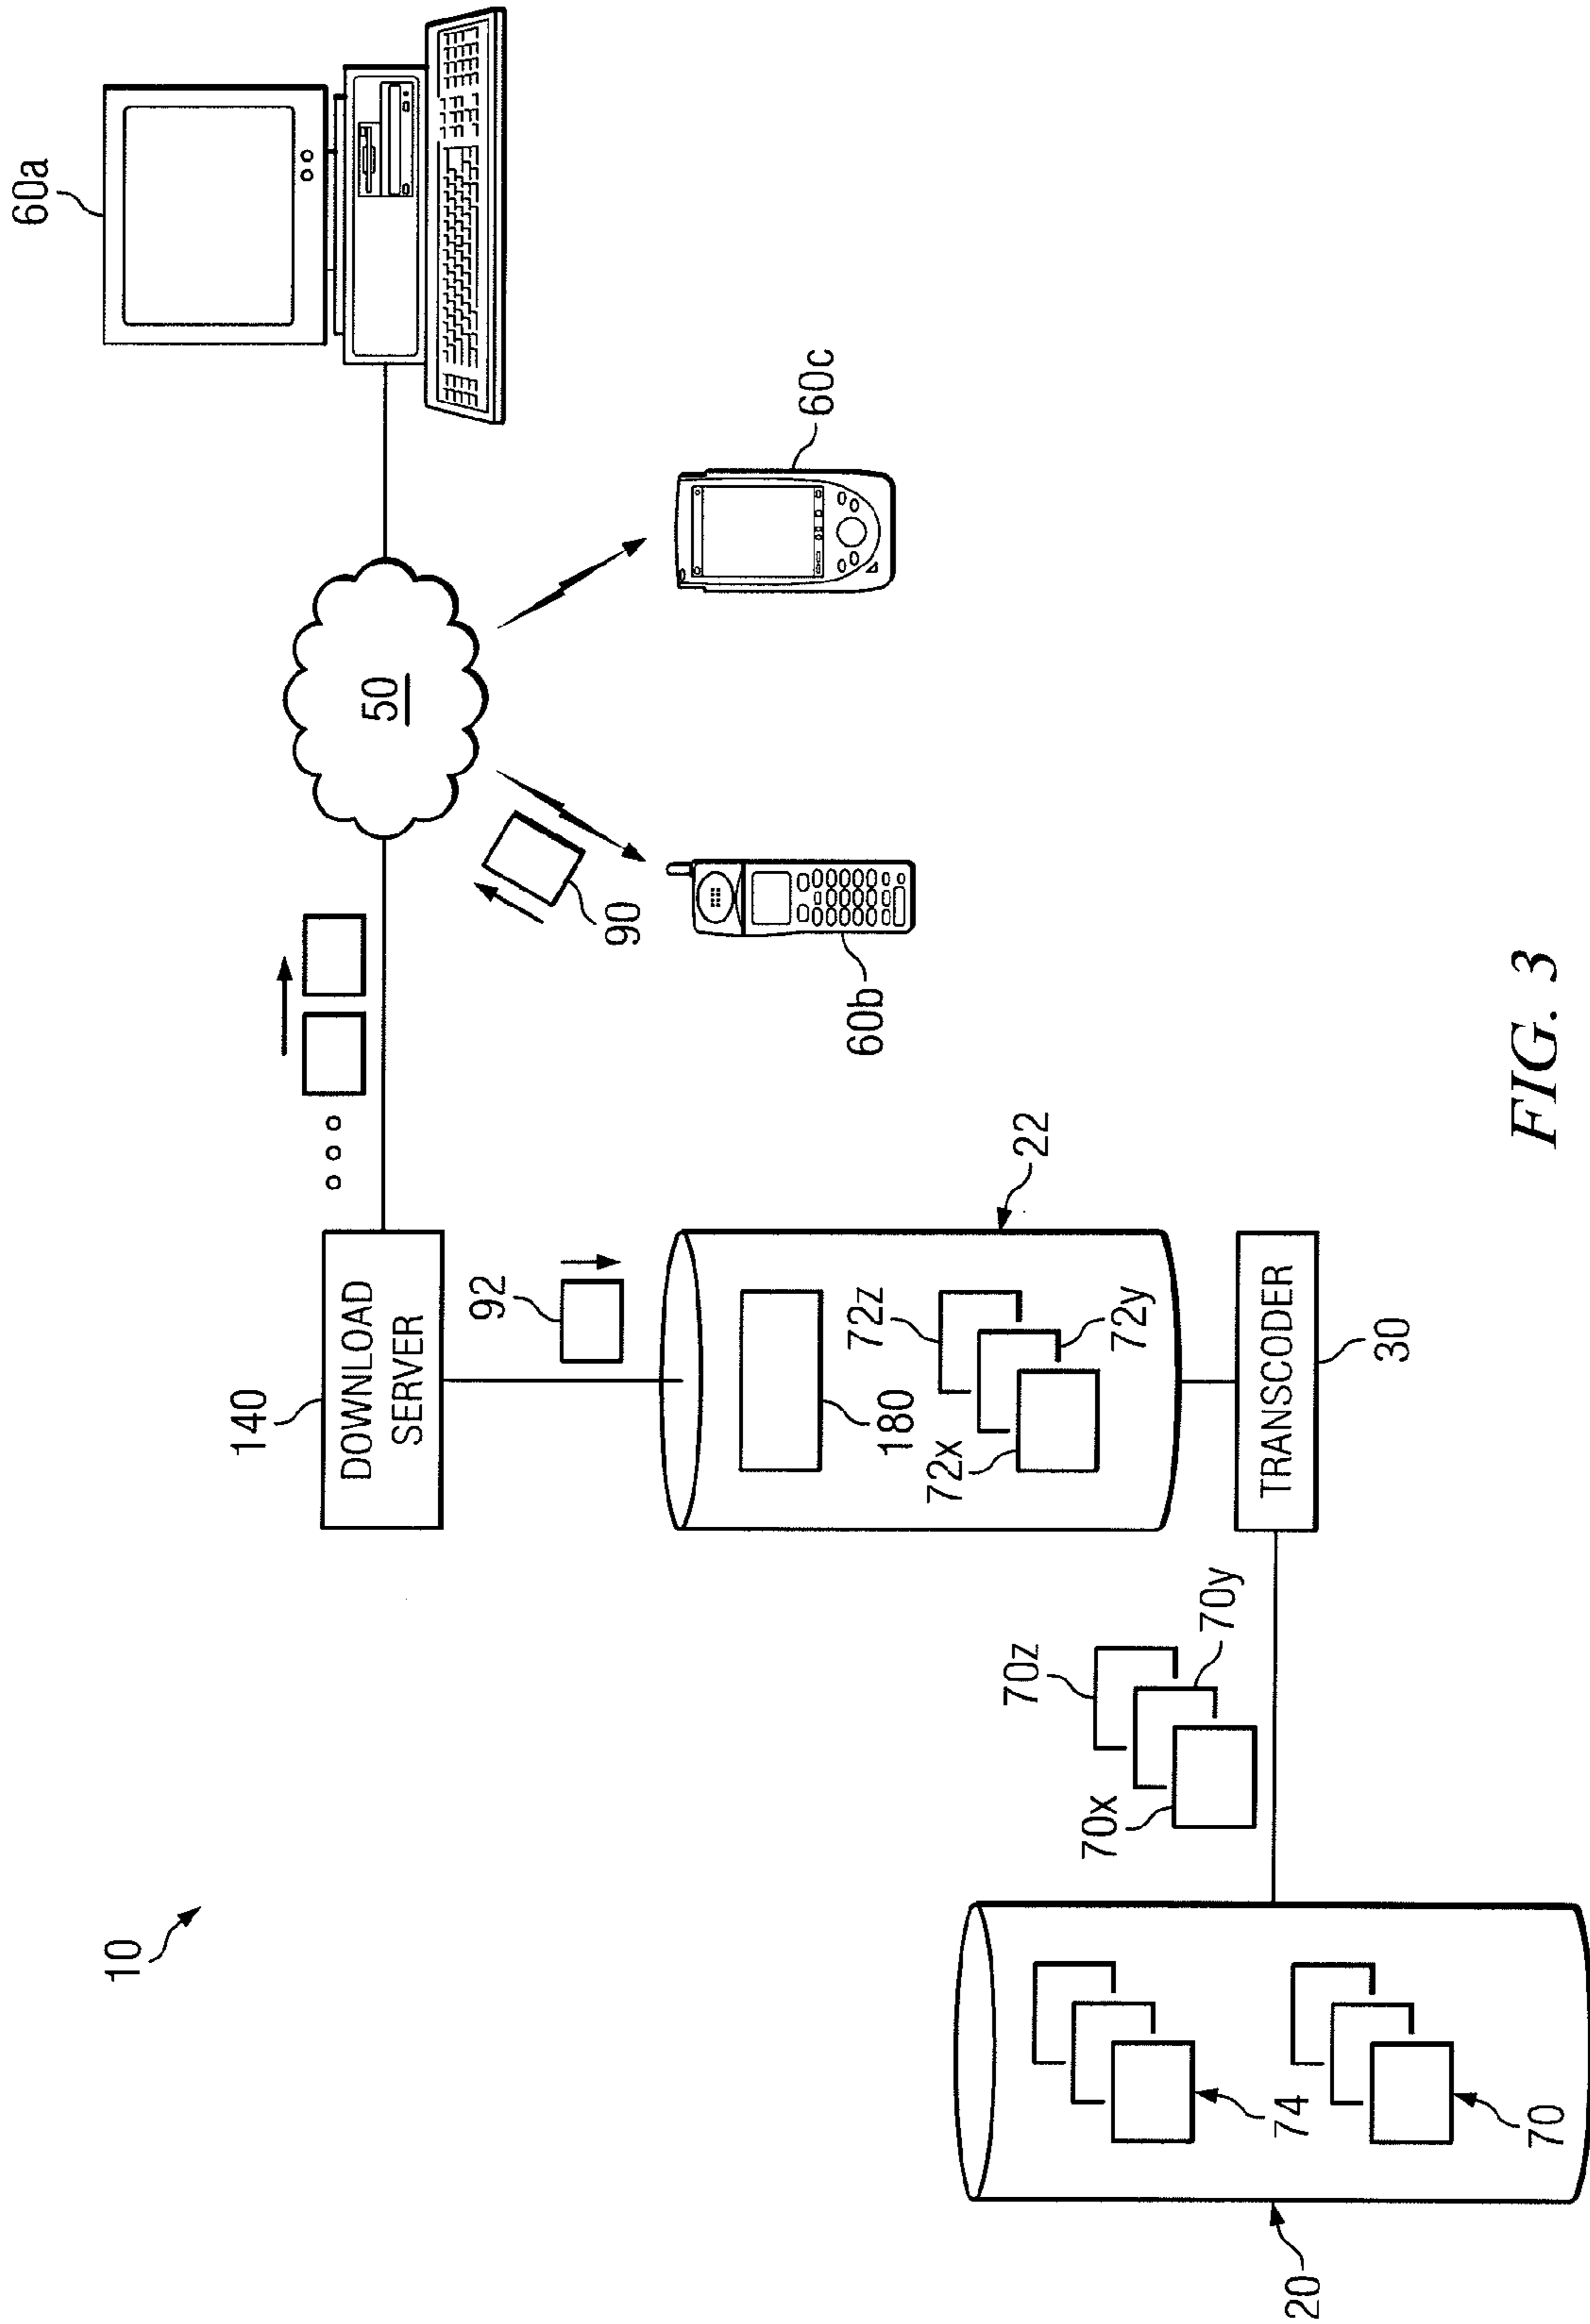 10
20
74
70
70x
70z
70y
140
DOWNLOAD
SERVER
92
180
72z
72x
72y
22
TRANSCODER
30
50
90
60a
60b
60c
FIG. 3